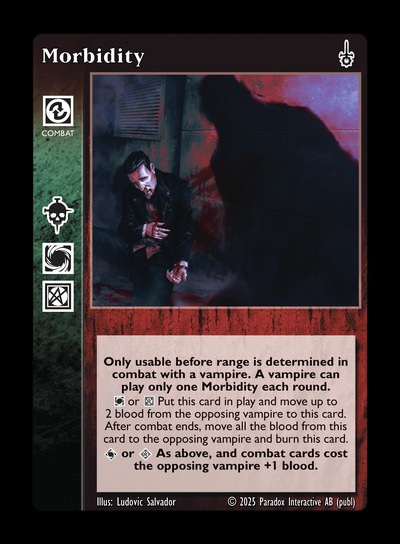 Morbidity
COMBAT
Only usable before range is determined in
combat with a vampire. A vampire can
play only one Morbidity each round.
or Put this card in play and move up to
2 blood from the opposing vampire to this card.
After combat ends, move all the blood from this
card to the opposing vampire and burn this card.
or As above, and combat cards cost
the opposing vampire +1 blood.
Illus: Ludovic Salvador © 2025 Paradox Interactive AB (publ)